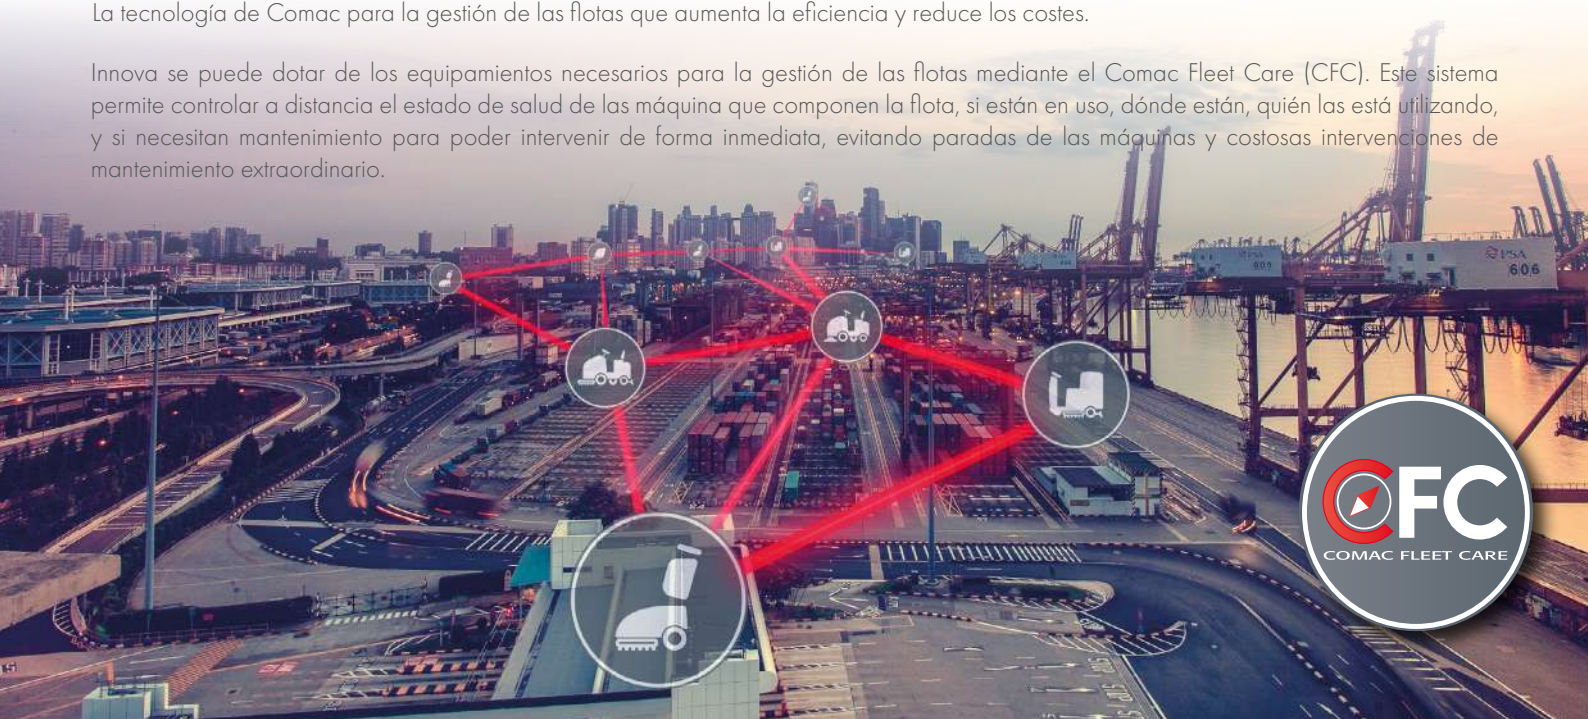 La tecnología de Comac para la gestión de las flotas que aumenta la eficiencia y reduce los costes.
Innova se puede dotar de los equipamientos necesarios para la gestión de las flotas mediante el Comac Fleet Care (CFC). Este sistema
permite controlar a distancia el estado de salud de las máquina que componen la flota, si están en uso, dónde están, quién las está utilizando,
y si necesitan mantenimiento para poder intervenir de forma inmediata, evitando paradas de las máquinas y costosas intervenciones de
mantenimiento extraordinario.
609
PSA
606
CFC
COMAC FLEET CARE